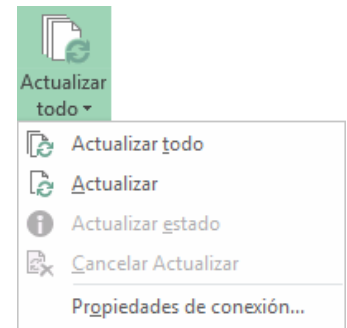 Actualizar
todo
Actualizar todo
Actualizar
Actualizar estado
Cancelar Actualizar
Propiedades de conexión...